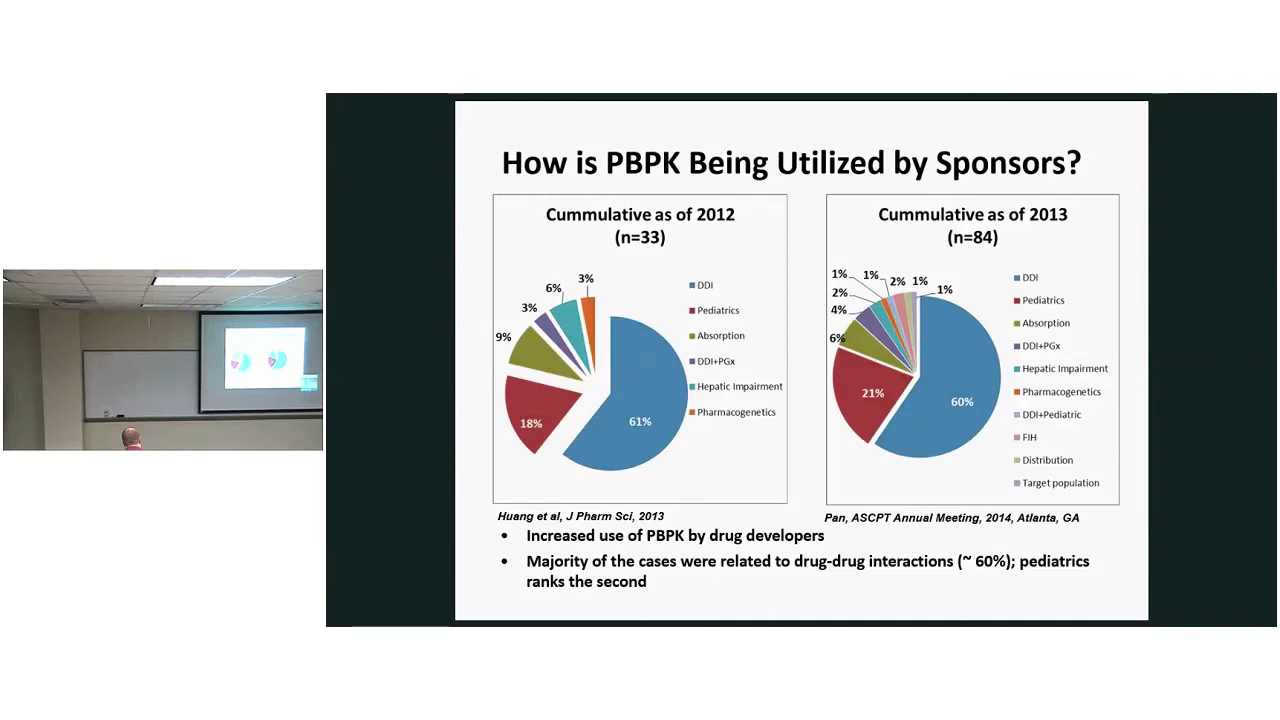 How is PBPK Being Utilized by Sponsors?
Cummulative as of 2012
(n=33)
3%
6%
3%
9%
18%
61%
DDI
Pediatrics
Absorption
DDI+PGx
Hepatic Impairment
Pharmacogenetics
Huang et al, J Pharm Sci, 2013
Cummulative as of 2013
(n=84)
1%
1%
2%
1%
1%
2%
4%
6%
21%
60%
DDI
Pediatrics
Absorption
DDI+PGx
Hepatic Impairment
Pharmacogenetics
DDI+Pediatric
FIH
Distribution
Target population
Pan, ASCPT Annual Meeting, 2014, Atlanta, GA
• Increased use of PBPK by drug developers
• Majority of the cases were related to drug-drug interactions (~ 60%); pediatrics
ranks the second